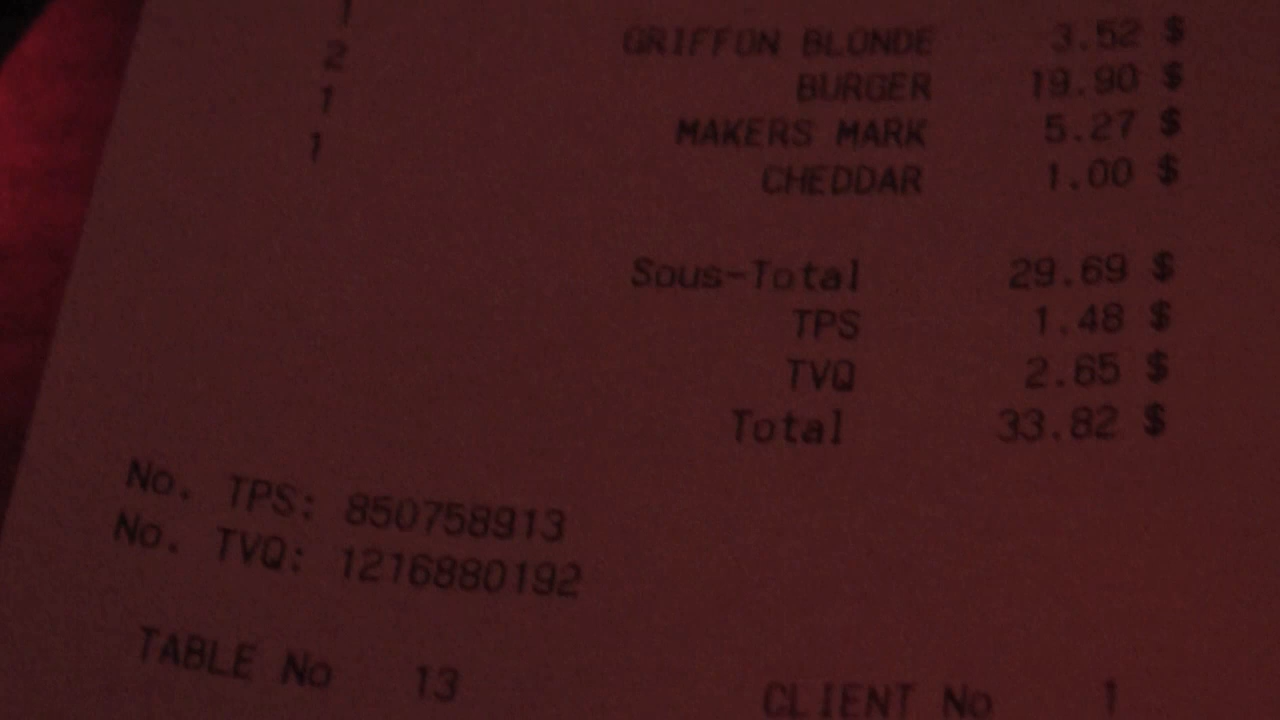 1 GRIFFON BLONDE 3.52 $
2 BURGER 19.90 $
1 MAKERS MARK 5.27 $
1 CHEDDAR 1.00 $
Sous-Total 29.69 $
TPS 1.48 $
TVQ 2.65 $
Total 33.82 $
No. TPS: 850758913
No. TVQ: 1216880192
TABLE No 13 CLIENT No 1